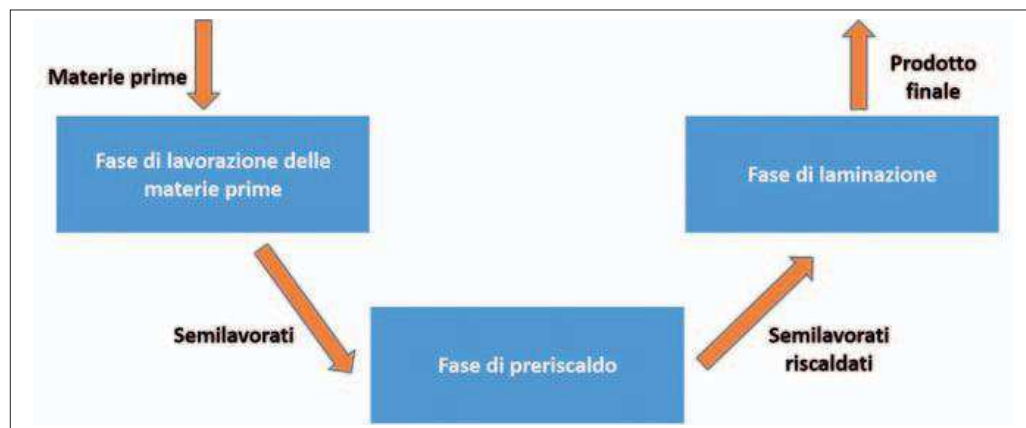 Materie prime
Fase di lavorazione delle
materie prime
Semilavorati
Fase di preriscaldo
Semilavorati
riscaldati
Fase di laminazione
Prodotto
finale